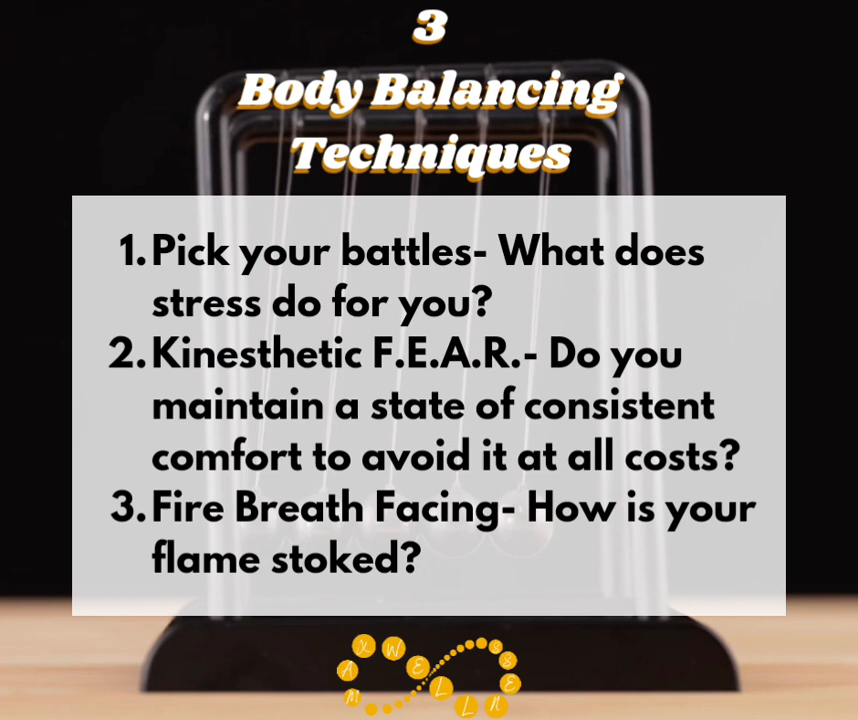 3
Body Balancing
Techniques
1. Pick your battles- What does
stress do for you?
2. Kinesthetic F.E.A.R.- Do you
maintain a state of consistent
comfort to avoid it at all costs?
3. Fire Breath Facing- How is your
flame stoked?
MAXWELLNESS